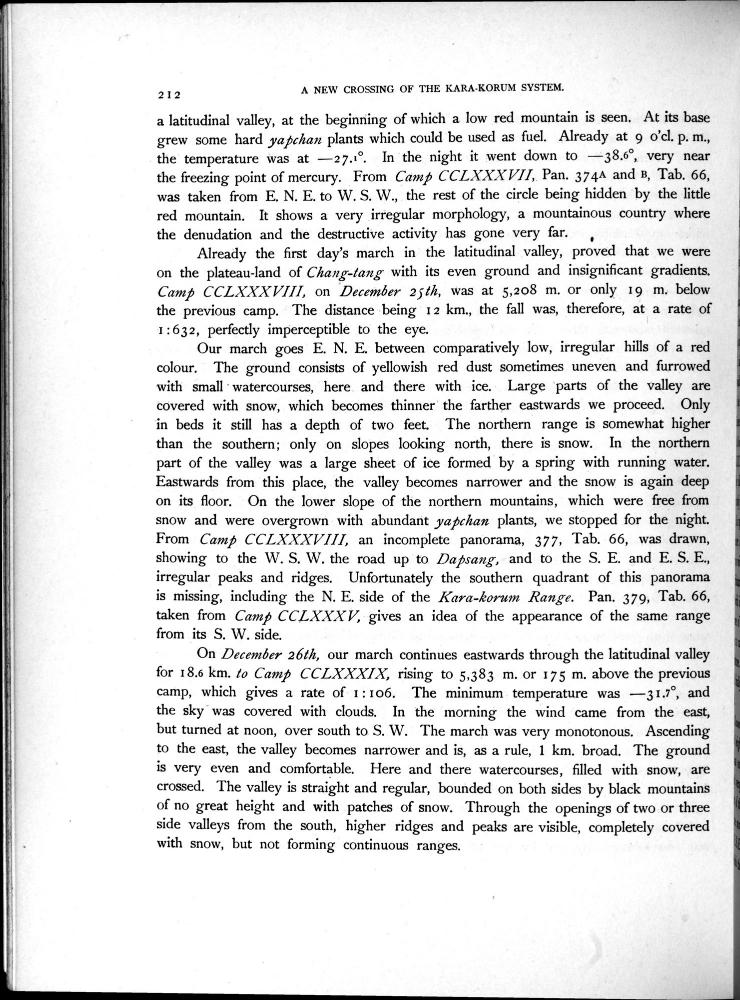 212
A NEW CROSSING OF THE KARA-KORUM SYSTEM.
a latitudinal valley, at the beginning of which a low red mountain is seen. At its base
grew some hard yapchan plants which could be used as fuel. Already at 9 o'cl. p. m.,
the temperature was at —27.1°. In the night it went down to —38.6°, very near
the freezing point of mercury. From Camp CCLXXXVII, Pan. 374A and B, Tab. 66,
was taken from E. N. E. to W. S. W., the rest of the circle being hidden by the little
red mountain. It shows a very irregular morphology, a mountainous country where
the denudation and the destructive activity has gone very far.
Already the first day's march in the latitudinal valley, proved that we were
on the plateau-land of Chang-tang with its even ground and insignificant gradients.
Camp CCLXXXVIII, on December 25th, was at 5,208 m. or only 19 m. below
the previous camp. The distance being 12 km., the fall was, therefore, at a rate of
1:632, perfectly imperceptible to the eye.
Our march goes E. N. E. between comparatively low, irregular hills of a red
colour. The ground consists of yellowish red dust sometimes uneven and furrowed
with small watercourses, here and there with ice. Large parts of the valley are
covered with snow, which becomes thinner the farther eastwards we proceed. Only
in beds it still has a depth of two feet. The northern range is somewhat higher
than the southern; only on slopes looking north, there is snow. In the northern
part of the valley was a large sheet of ice formed by a spring with running water.
Eastwards from this place, the valley becomes narrower and the snow is again deep
on its floor. On the lower slope of the northern mountains, which were free from
snow and were overgrown with abundant yapchan plants, we stopped for the night.
From Camp CCLXXXVIII, an incomplete panorama, 377, Tab. 66, was drawn,
showing to the W. S. W. the road up to Dapsang, and to the S. E. and E. S. E.,
irregular peaks and ridges. Unfortunately the southern quadrant of this panorama
is missing, including the N. E. side of the Kara-korum Range. Pan. 379, Tab. 66,
taken from Camp CCLXXXV, gives an idea of the appearance of the same range
from its S. W. side.
On December 26th, our march continues eastwards through the latitudinal valley
for 18.6 km. to Camp CCLXXXIX, rising to 5,383 m. or 175 m. above the previous
camp, which gives a rate of 1:106. The minimum temperature was —31.7°, and
the sky was covered with clouds. In the morning the wind came from the east,
but turned at noon, over south to S. W. The march was very monotonous. Ascending
to the east, the valley becomes narrower and is, as a rule, 1 km. broad. The ground
is very even and comfortable. Here and there watercourses, filled with snow, are
crossed. The valley is straight and regular, bounded on both sides by black mountains
of no great height and with patches of snow. Through the openings of two or three
side valleys from the south, higher ridges and peaks are visible, completely covered
with snow, but not forming continuous ranges.